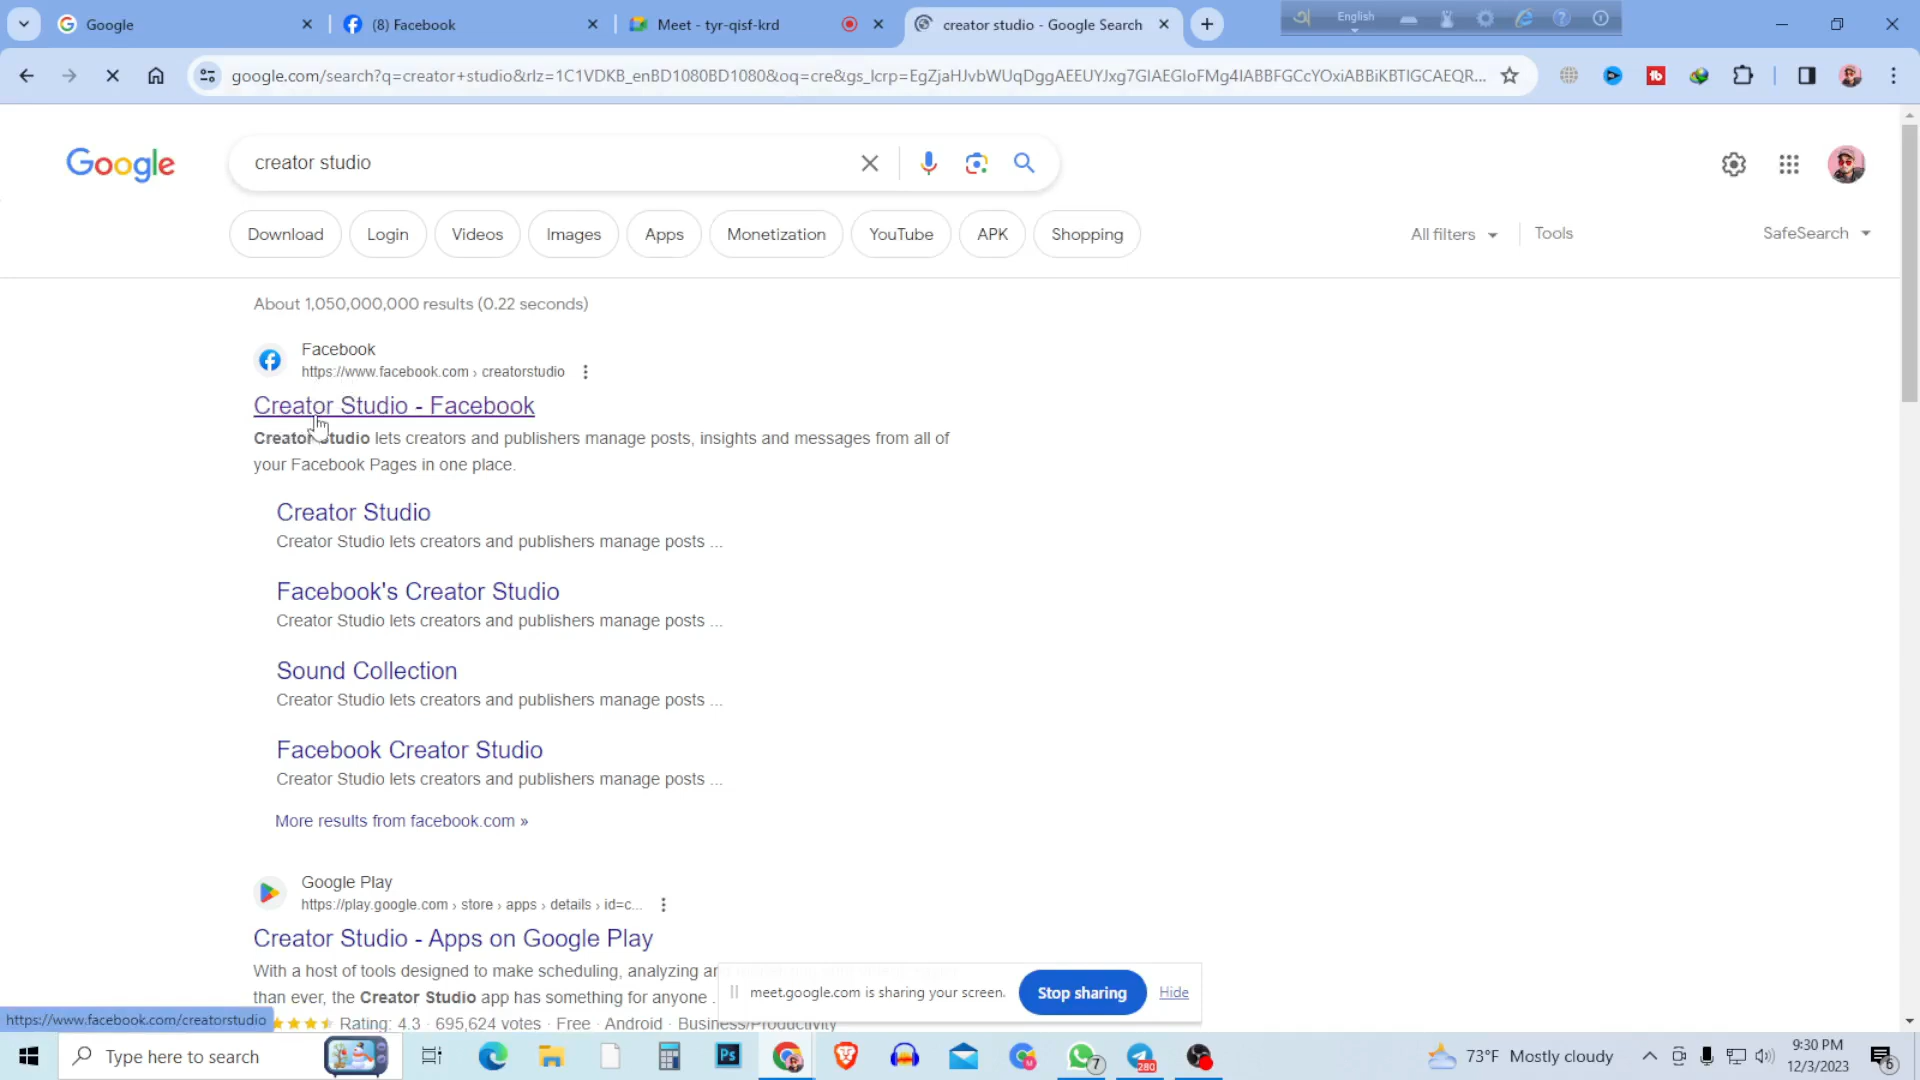 Google
(8) Facebook
Meet - tyr-qisf-krd
creator studio - Google Search
English
google.com/search?q=creator+studio&rlz=1C1VDKB_enBD1080BD1080&oq=cre&gs_lcrp=EgZjaHJvbWUqDggAEEUYJxg7GIAEGIoFMg4IABBFGCcYOxiABBiKBTIGCAEQR...
Google
creator studio
Download
Login
Videos
Images
Apps
Monetization
YouTube
APK
Shopping
All filters
Tools
SafeSearch
About 1,050,000,000 results (0.22 seconds)
Facebook
https://www.facebook.com › creatorstudio
Creator Studio - Facebook
Creator Studio lets creators and publishers manage posts, insights and messages from all of
your Facebook Pages in one place.
Creator Studio
Creator Studio lets creators and publishers manage posts ...
Facebook's Creator Studio
Creator Studio lets creators and publishers manage posts ...
Sound Collection
Creator Studio lets creators and publishers manage posts ...
Facebook Creator Studio
Creator Studio lets creators and publishers manage posts ...
More results from facebook.com »
Google Play
https://play.google.com › store › apps › details › id=c...
Creator Studio - Apps on Google Play
With a host of tools designed to make scheduling, analyzing
than ever, the Creator Studio app has something for anyone .
meet.google.com is sharing your screen.
Stop sharing
Hide
https://www.facebook.com/creatorstudio
Rating: 4.3 · 695,624 votes · Free · Android · Business/Productivity
Type here to search
Ps
7
280
73°F Mostly cloudy
9:30 PM
12/3/2023
6